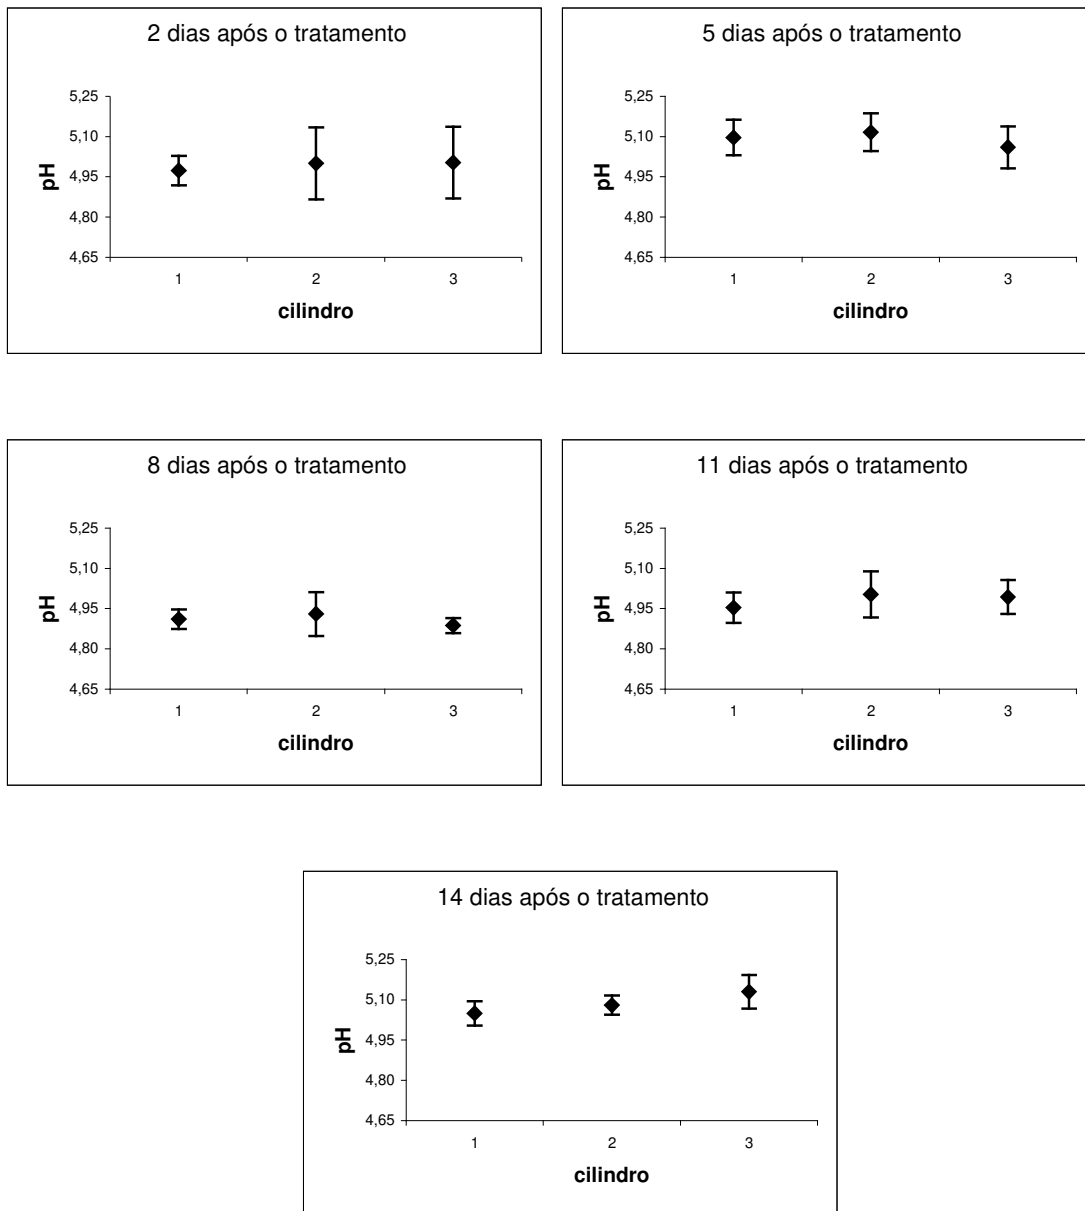 2 dias após o tratamento
5,25
5,10
4,95
4,80
4,65
pH
1 2 3
cilindro
5 dias após o tratamento
5,25
5,10
4,95
4,80
4,65
pH
1 2 3
cilindro
8 dias após o tratamento
5,25
5,10
4,95
4,80
4,65
pH
1 2 3
cilindro
11 dias após o tratamento
5,25
5,10
4,95
4,80
4,65
pH
1 2 3
cilindro
14 dias após o tratamento
5,25
5,10
4,95
4,80
4,65
pH
1 2 3
cilindro